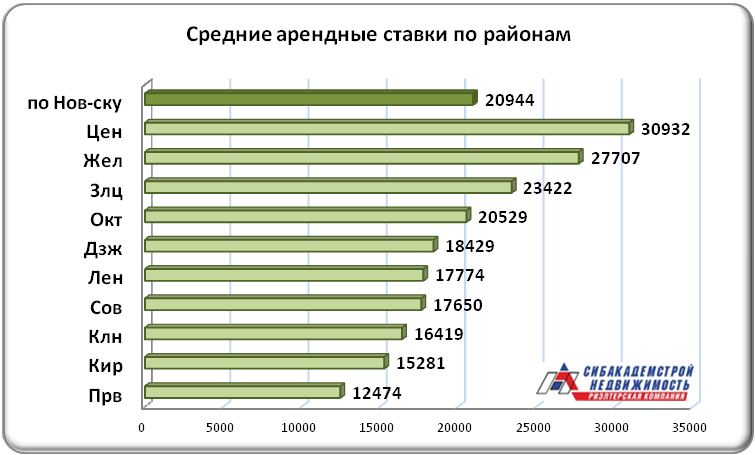 Средние арендные ставки по районам
по Нов-ску 20944
Цен 30932
Жел 27707
Злц 23422
Окт 20529
Дзж 18429
Лен 17774
Сов 17650
Клн 16419
Кир 15281
Прв 12474
СИБАКАДЕМСТРОЙ
НЕДВИЖИМОСТЬ
РИЭЛТЕРСКАЯ КОМПАНИЯ
0 5000 10000 15000 20000 25000 30000 35000